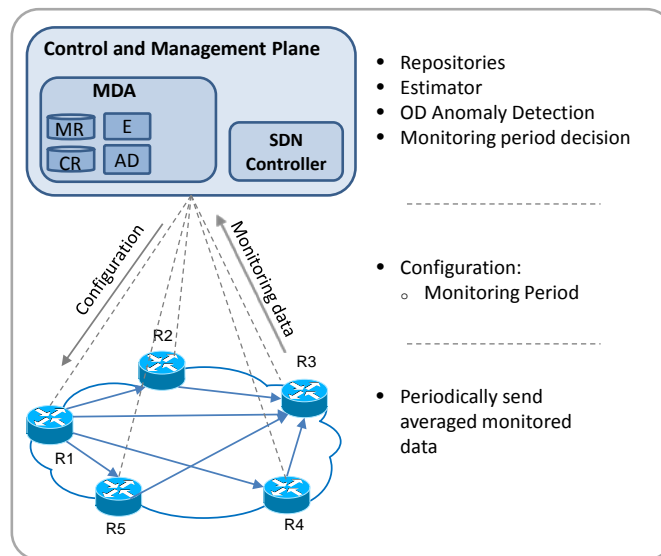 Control and Management Plane
MDA
MR
E
CR
AD
SDN
Controller
• Repositories
• Estimator
• OD Anomaly Detection
• Monitoring period decision
Configuration
Monitoring data
• Configuration:
o Monitoring Period
R2
R3
R1
R5
R4
• Periodically send
averaged monitored
data